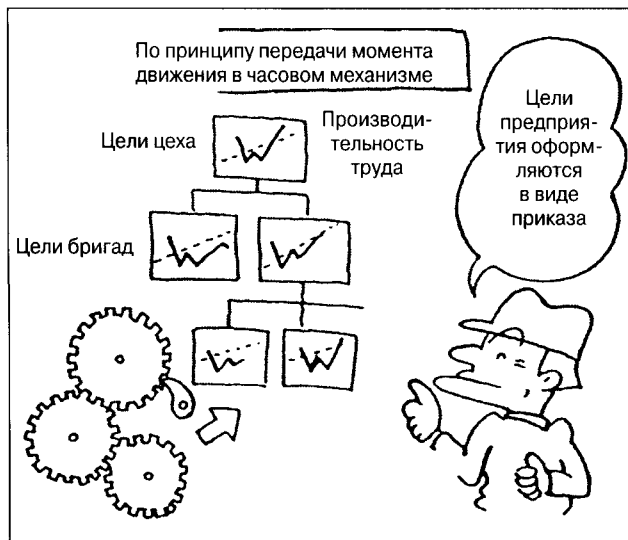 По принципу передачи момента
движения в часовом механизме
Цели цеха
Производи-
тельность
труда
Цели бригад
Цели
предприя-
тия оформ-
ляются
в виде
приказа